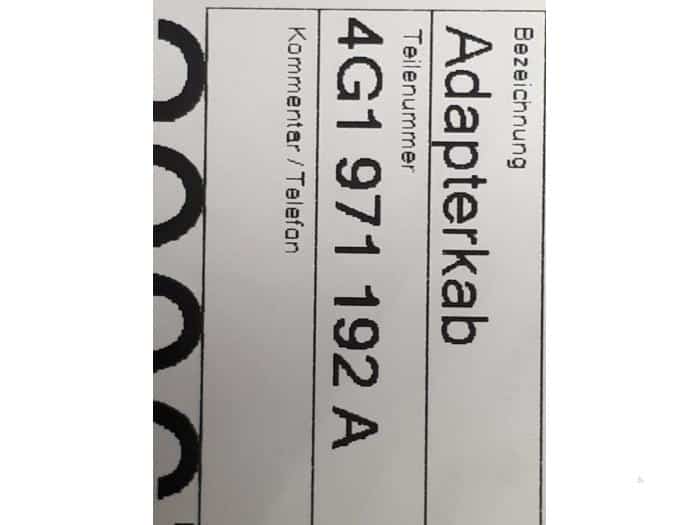 Bezeichnung
Adapterkab
Teilenummer
4G1 971 192 A
Kommentar / Telefon